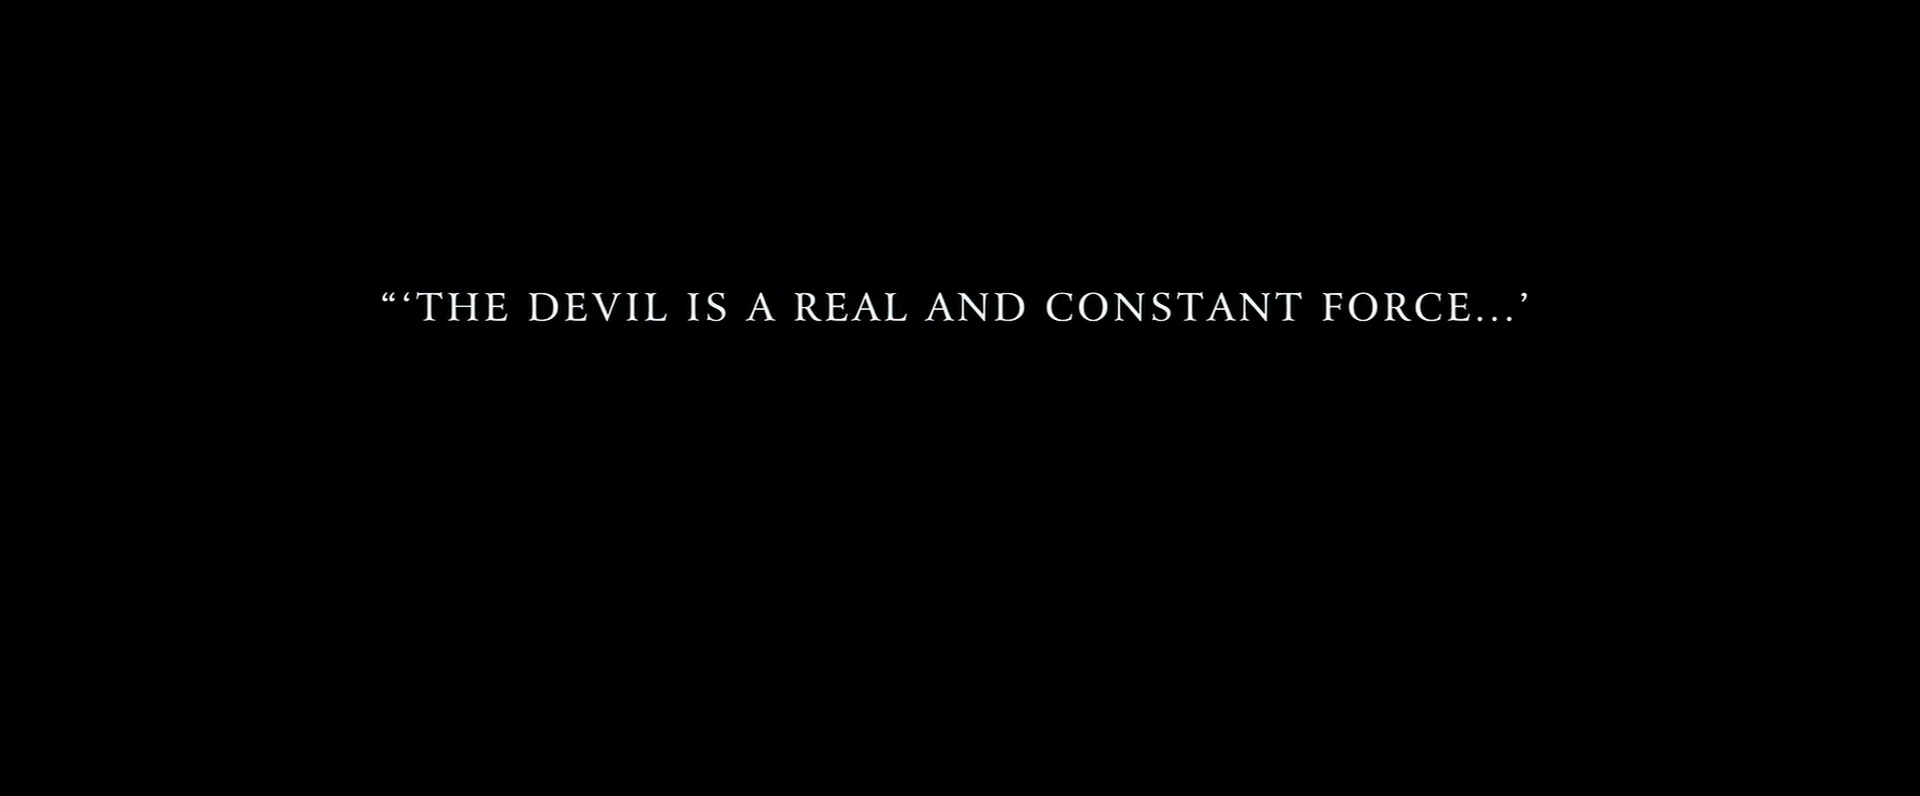 “‘THE DEVIL IS A REAL AND CONSTANT FORCE...’